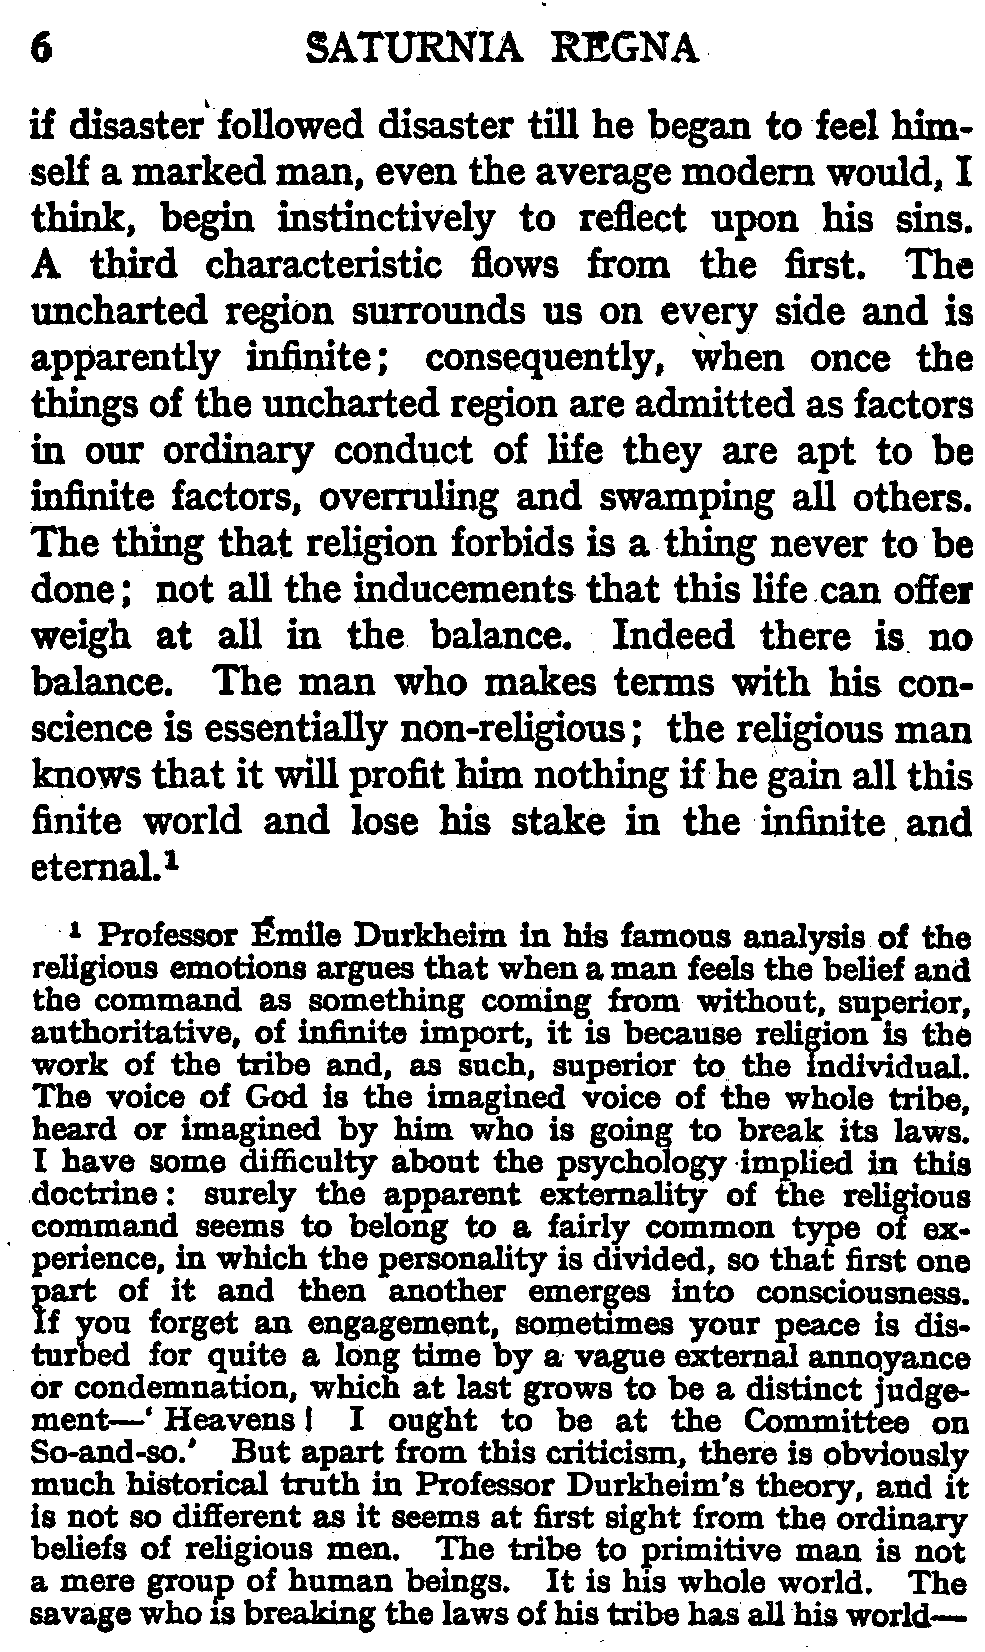 6 SATURNIA REGNA
if disaster followed disaster till he began to feel him-
self a marked man, even the average modern would, I
think, begin instinctively to reflect upon his sins.
A third characteristic flows from the first. The
uncharted region surrounds us on every side and is
apparently infinite; consequently, when once the
things of the uncharted region are admitted as factors
in our ordinary conduct of life they are apt to be
infinite factors, overruling and swamping all others.
The thing that religion forbids is a thing never to be
done; not all the inducements that this life can offer
weigh at all in the balance. Indeed there is no
balance. The man who makes terms with his con-
science is essentially non-religious; the religious man
knows that it will profit him nothing if he gain all this
finite world and lose his stake in the infinite and
eternal.¹
¹ Professor Émile Durkheim in his famous analysis of the
religious emotions argues that when a man feels the belief and
the command as something coming from without, superior,
authoritative, of infinite import, it is because religion is the
work of the tribe and, as such, superior to the individual.
The voice of God is the imagined voice of the whole tribe,
heard or imagined by him who is going to break its laws.
I have some difficulty about the psychology implied in this
doctrine: surely the apparent externality of the religious
command seems to belong to a fairly common type of ex-
perience, in which the personality is divided, so that first one
part of it and then another emerges into consciousness.
If you forget an engagement, sometimes your peace is dis-
turbed for quite a long time by a vague external annoyance
or condemnation, which at last grows to be a distinct judge-
ment—‘Heavens! I ought to be at the Committee on
So-and-so.’ But apart from this criticism, there is obviously
much historical truth in Professor Durkheim's theory, and it
is not so different as it seems at first sight from the ordinary
beliefs of religious men. The tribe to primitive man is not
a mere group of human beings. It is his whole world. The
savage who is breaking the laws of his tribe has all his world—